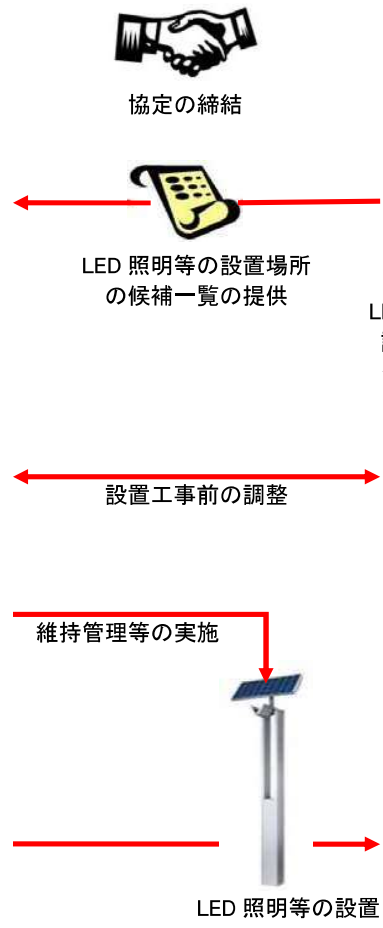 協定の締結
LED 照明等の設置場所
の候補一覧の提供
設置工事前の調整
維持管理等の実施
LED 照明等の設置